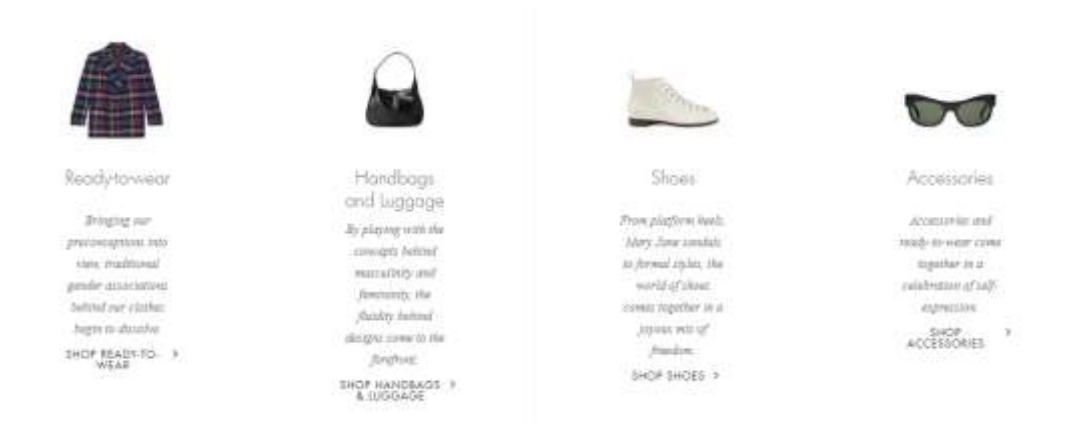 Ready-to-wear
Bringing our
preconceptions into
view, traditional
gender associations
behind our clothes
begin to dissolve
SHOP READY-TO-
WEAR
Handbags
and Luggage
By playing with the
concepts behind
masculinity and
femininity, the
fluidity behind
designs come to the
forefront.
SHOP HANDBAGS
& LUGGAGE
Shoes
From platform heels,
Mary Jane sandals
to formal styles, the
world of shoes
comes together in a
joyous mix of
freedom.
SHOP SHOES
Accessories
Accessories and
ready-to-wear come
together in a
celebration of self-
expression.
SHOP
ACCESSORIES